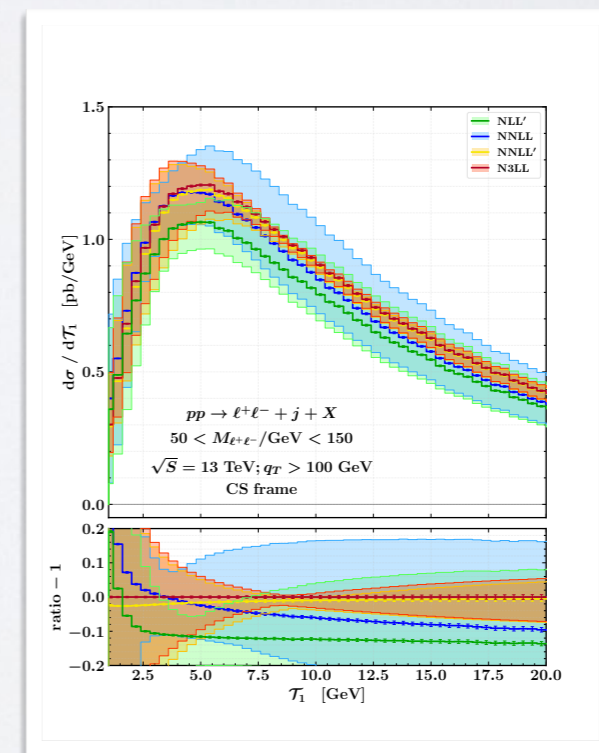 1.5
1.0
0.5
0.0
dσ / dT₁ [pb/GeV]
NLL′
NNLL
NNLL′
N3LL
pp → ℓ⁺ℓ⁻ + j + X
50 < M_ℓ⁺ℓ⁻/GeV < 150
√S = 13 TeV; q_T > 100 GeV
CS frame
0.2
0.1
0.0
−0.1
−0.2
ratio − 1
2.5 5.0 7.5 10.0 12.5 15.0 17.5 20.0
T₁ [GeV]